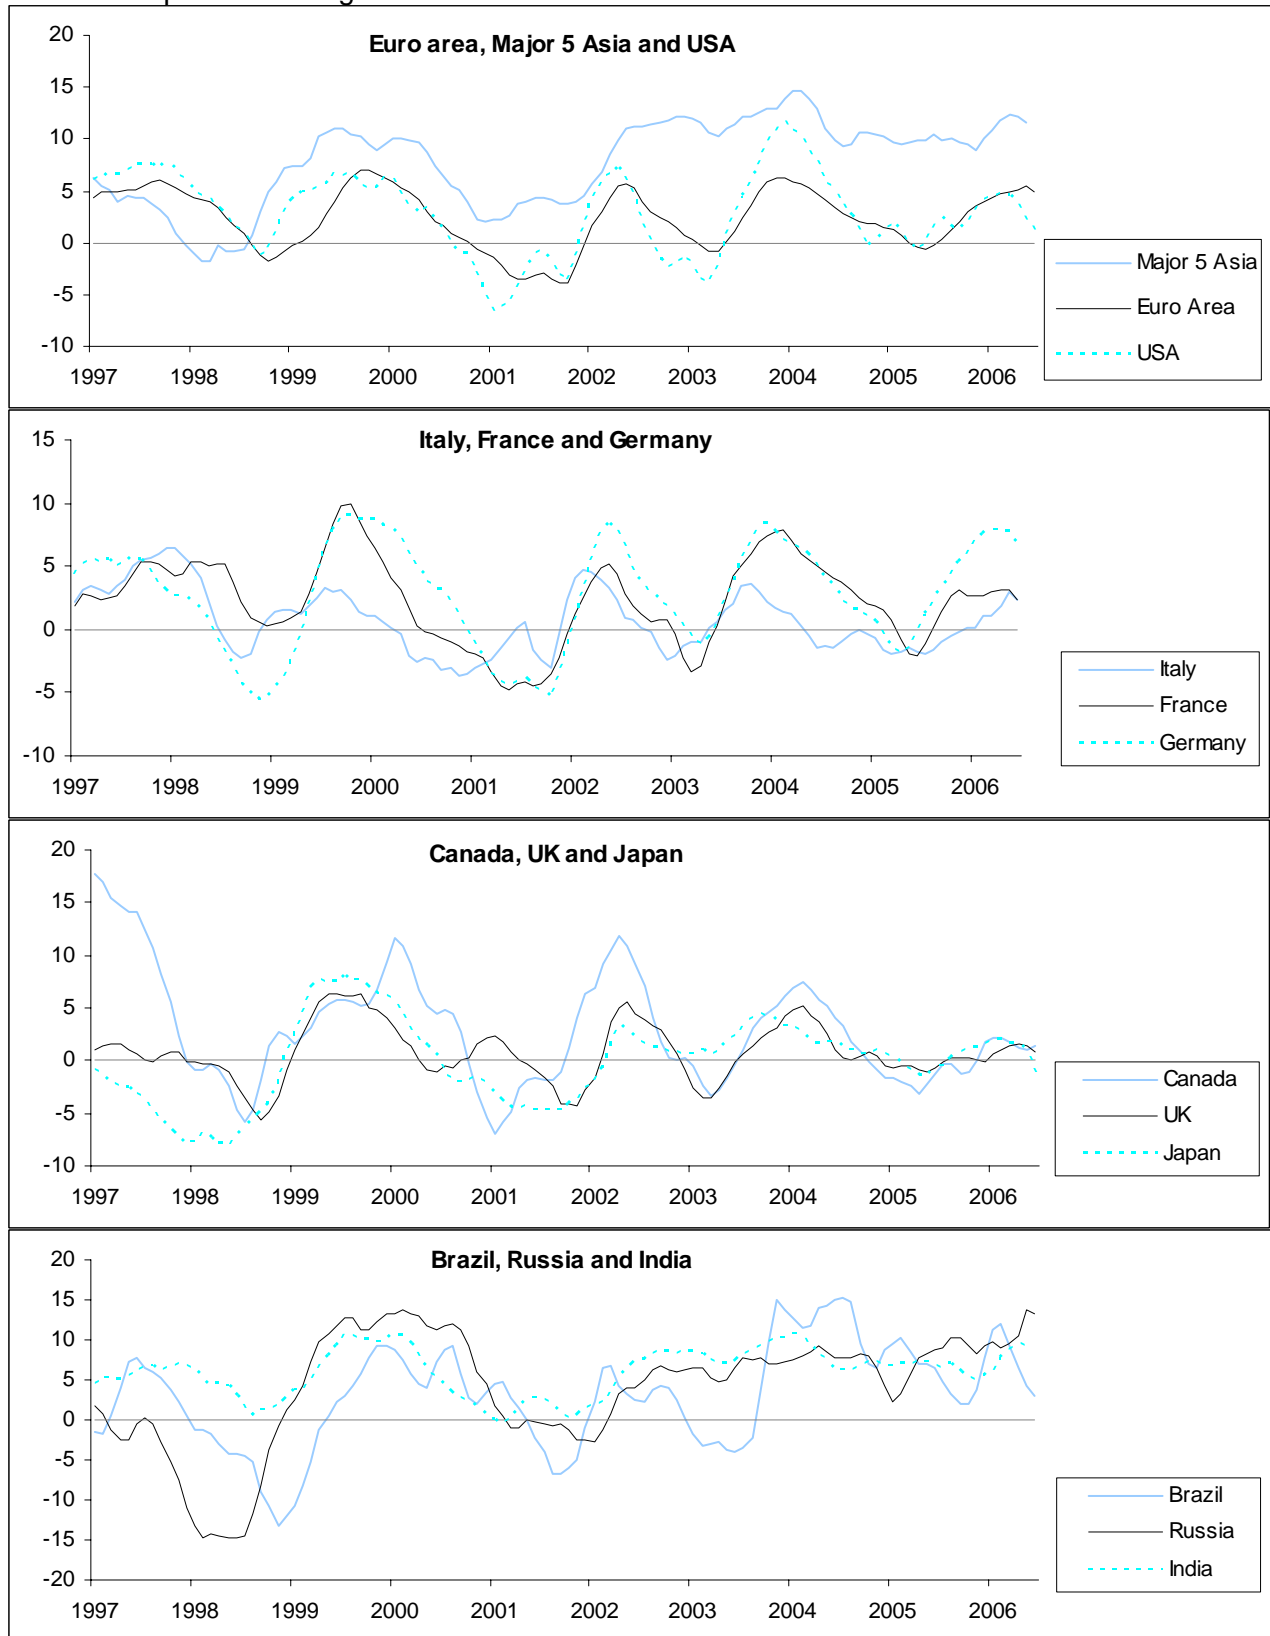 20
Euro area, Major 5 Asia and USA
15
10
5
0
-5
-10
1997 1998 1999 2000 2001 2002 2003 2004 2005 2006
Major 5 Asia
Euro Area
USA
15
Italy, France and Germany
10
5
0
-5
-10
1997 1998 1999 2000 2001 2002 2003 2004 2005 2006
Italy
France
Germany
20
Canada, UK and Japan
15
10
5
0
-5
-10
1997 1998 1999 2000 2001 2002 2003 2004 2005 2006
Canada
UK
Japan
20
Brazil, Russia and India
15
10
5
0
-5
-10
-15
-20
1997 1998 1999 2000 2001 2002 2003 2004 2005 2006
Brazil
Russia
India